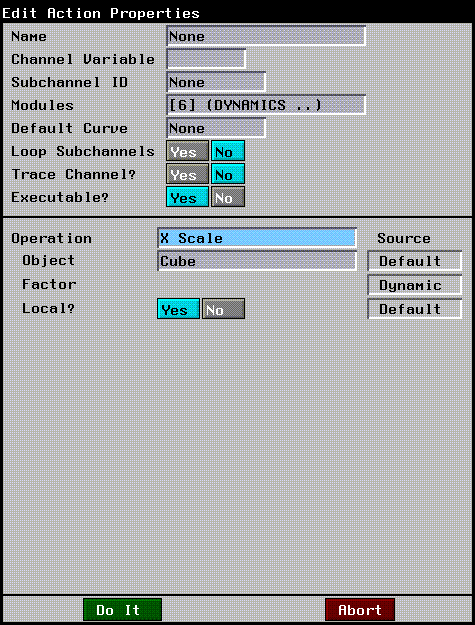 Edit Action Properties
Name None
Channel Variable
Subchannel ID None
Modules [6] (DYNAMICS ..)
Default Curve None
Loop Subchannels Yes No
Trace Channel? Yes No
Executable? Yes No
Operation X Scale Source
Object Cube Default
Factor Dynamic
Local? Yes No Default
Do It Abort